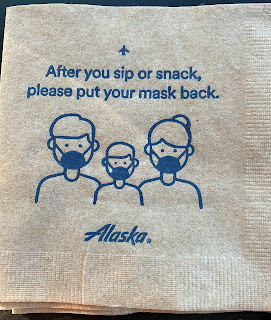 After you sip or snack,
please put your mask back.
Alaska